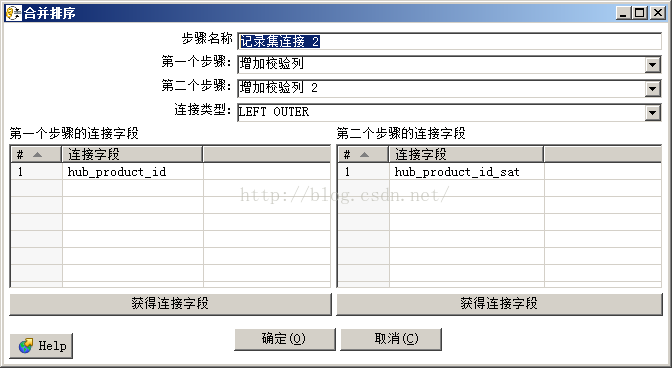 合并排序
步骤名称 记录集连接 2
第一个步骤: 增加校验列
第二个步骤: 增加校验列 2
连接类型: LEFT OUTER
第一个步骤的连接字段 第二个步骤的连接字段
# 连接字段 # 连接字段
1 hub_product_id 1 hub_product_id_sat
http://blog.csdn.net/
获得连接字段 获得连接字段
确定(O) 取消(C)
Help